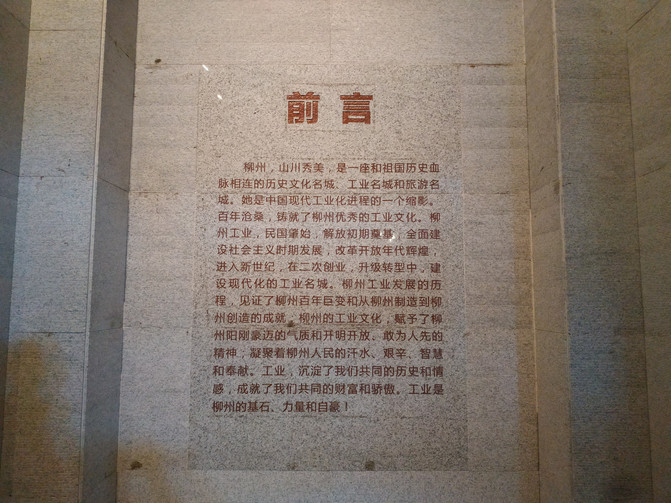 前言
柳州，山川秀美，是一座和祖国历史血
脉相连的历史文化名城、工业名城和旅游名
城。她是中国现代工业化进程的一个缩影。
百年沧桑，铸就了柳州优秀的工业文化。柳
州工业，民国肇始，解放初期奠基，全面建
设社会主义时期发展，改革开放年代辉煌，
进入新世纪，在二次创业，升级转型中，建
设现代化的工业名城。柳州工业发展的历
程，见证了柳州百年巨变和从柳州制造到柳
州创造的成就。柳州的工业文化，赋予了柳
州阳刚豪迈的气质和开明开放、敢为人先的
精神；凝聚着柳州人民的汗水、艰辛、智慧
和奉献。工业，沉淀了我们共同的历史和情
感，成就了我们共同的财富和骄傲。工业是
柳州的基石、力量和自豪！